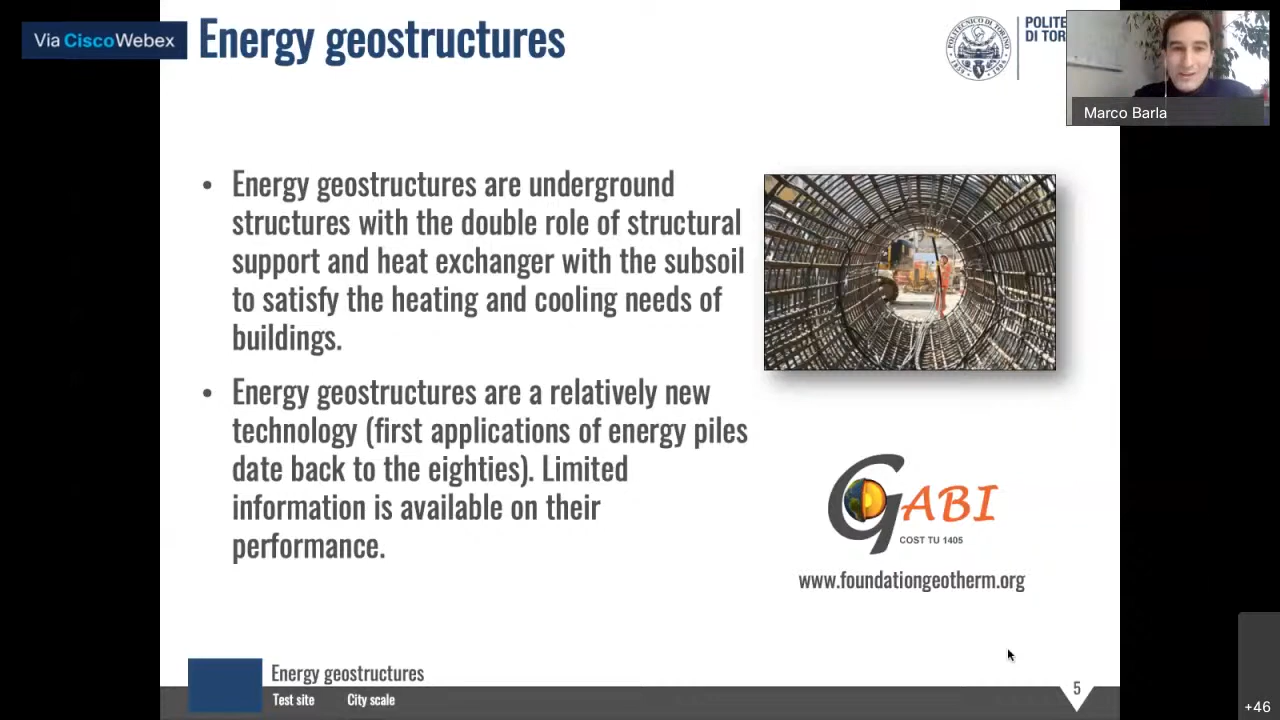 Via Cisco Webex
Energy geostructures
POLITE
DI TOR
Marco Barla
• Energy geostructures are underground
structures with the double role of structural
support and heat exchanger with the subsoil
to satisfy the heating and cooling needs of
buildings.
• Energy geostructures are a relatively new
technology (first applications of energy piles
date back to the eighties). Limited
information is available on their
performance.
GABI
COST TU 1405
www.foundationgeotherm.org
Energy geostructures
Test site City scale
5
+46